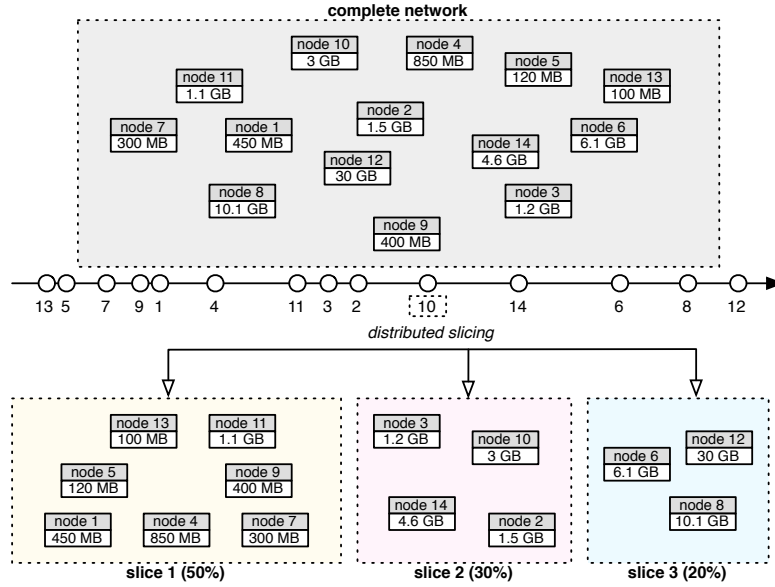 complete network
node 10
3 GB
node 4
850 MB
node 5
120 MB
node 11
1.1 GB
node 13
100 MB
node 2
1.5 GB
node 7
300 MB
node 1
450 MB
node 6
6.1 GB
node 14
4.6 GB
node 12
30 GB
node 8
10.1 GB
node 3
1.2 GB
node 9
400 MB
13 5 7 9 1 4 11 3 2 10 14 6 8 12
distributed slicing
node 13
100 MB
node 11
1.1 GB
node 5
120 MB
node 9
400 MB
node 1
450 MB
node 4
850 MB
node 7
300 MB
slice 1 (50%)
node 3
1.2 GB
node 10
3 GB
node 14
4.6 GB
node 2
1.5 GB
slice 2 (30%)
node 12
30 GB
node 6
6.1 GB
node 8
10.1 GB
slice 3 (20%)